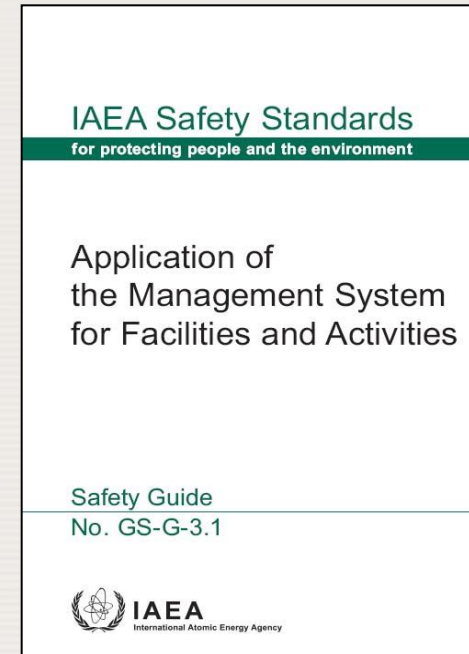 IAEA Safety Standards
for protecting people and the environment
Application of
the Management System
for Facilities and Activities
Safety Guide
No. GS-G-3.1
IAEA
International Atomic Energy Agency